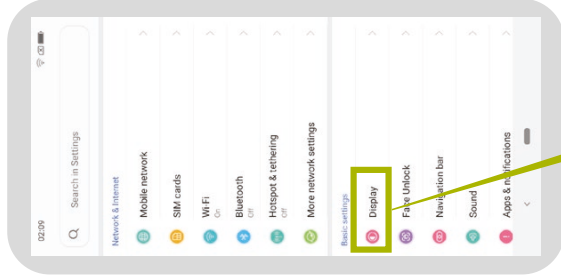 02:09
Search in Settings
Network & Internet
Mobile network
SIM cards
Wi-Fi
On
Bluetooth
Off
Hotspot & tethering
Off
More network settings
Basic settings
Display
Face Unlock
Navigation bar
Sound
Apps & notifications